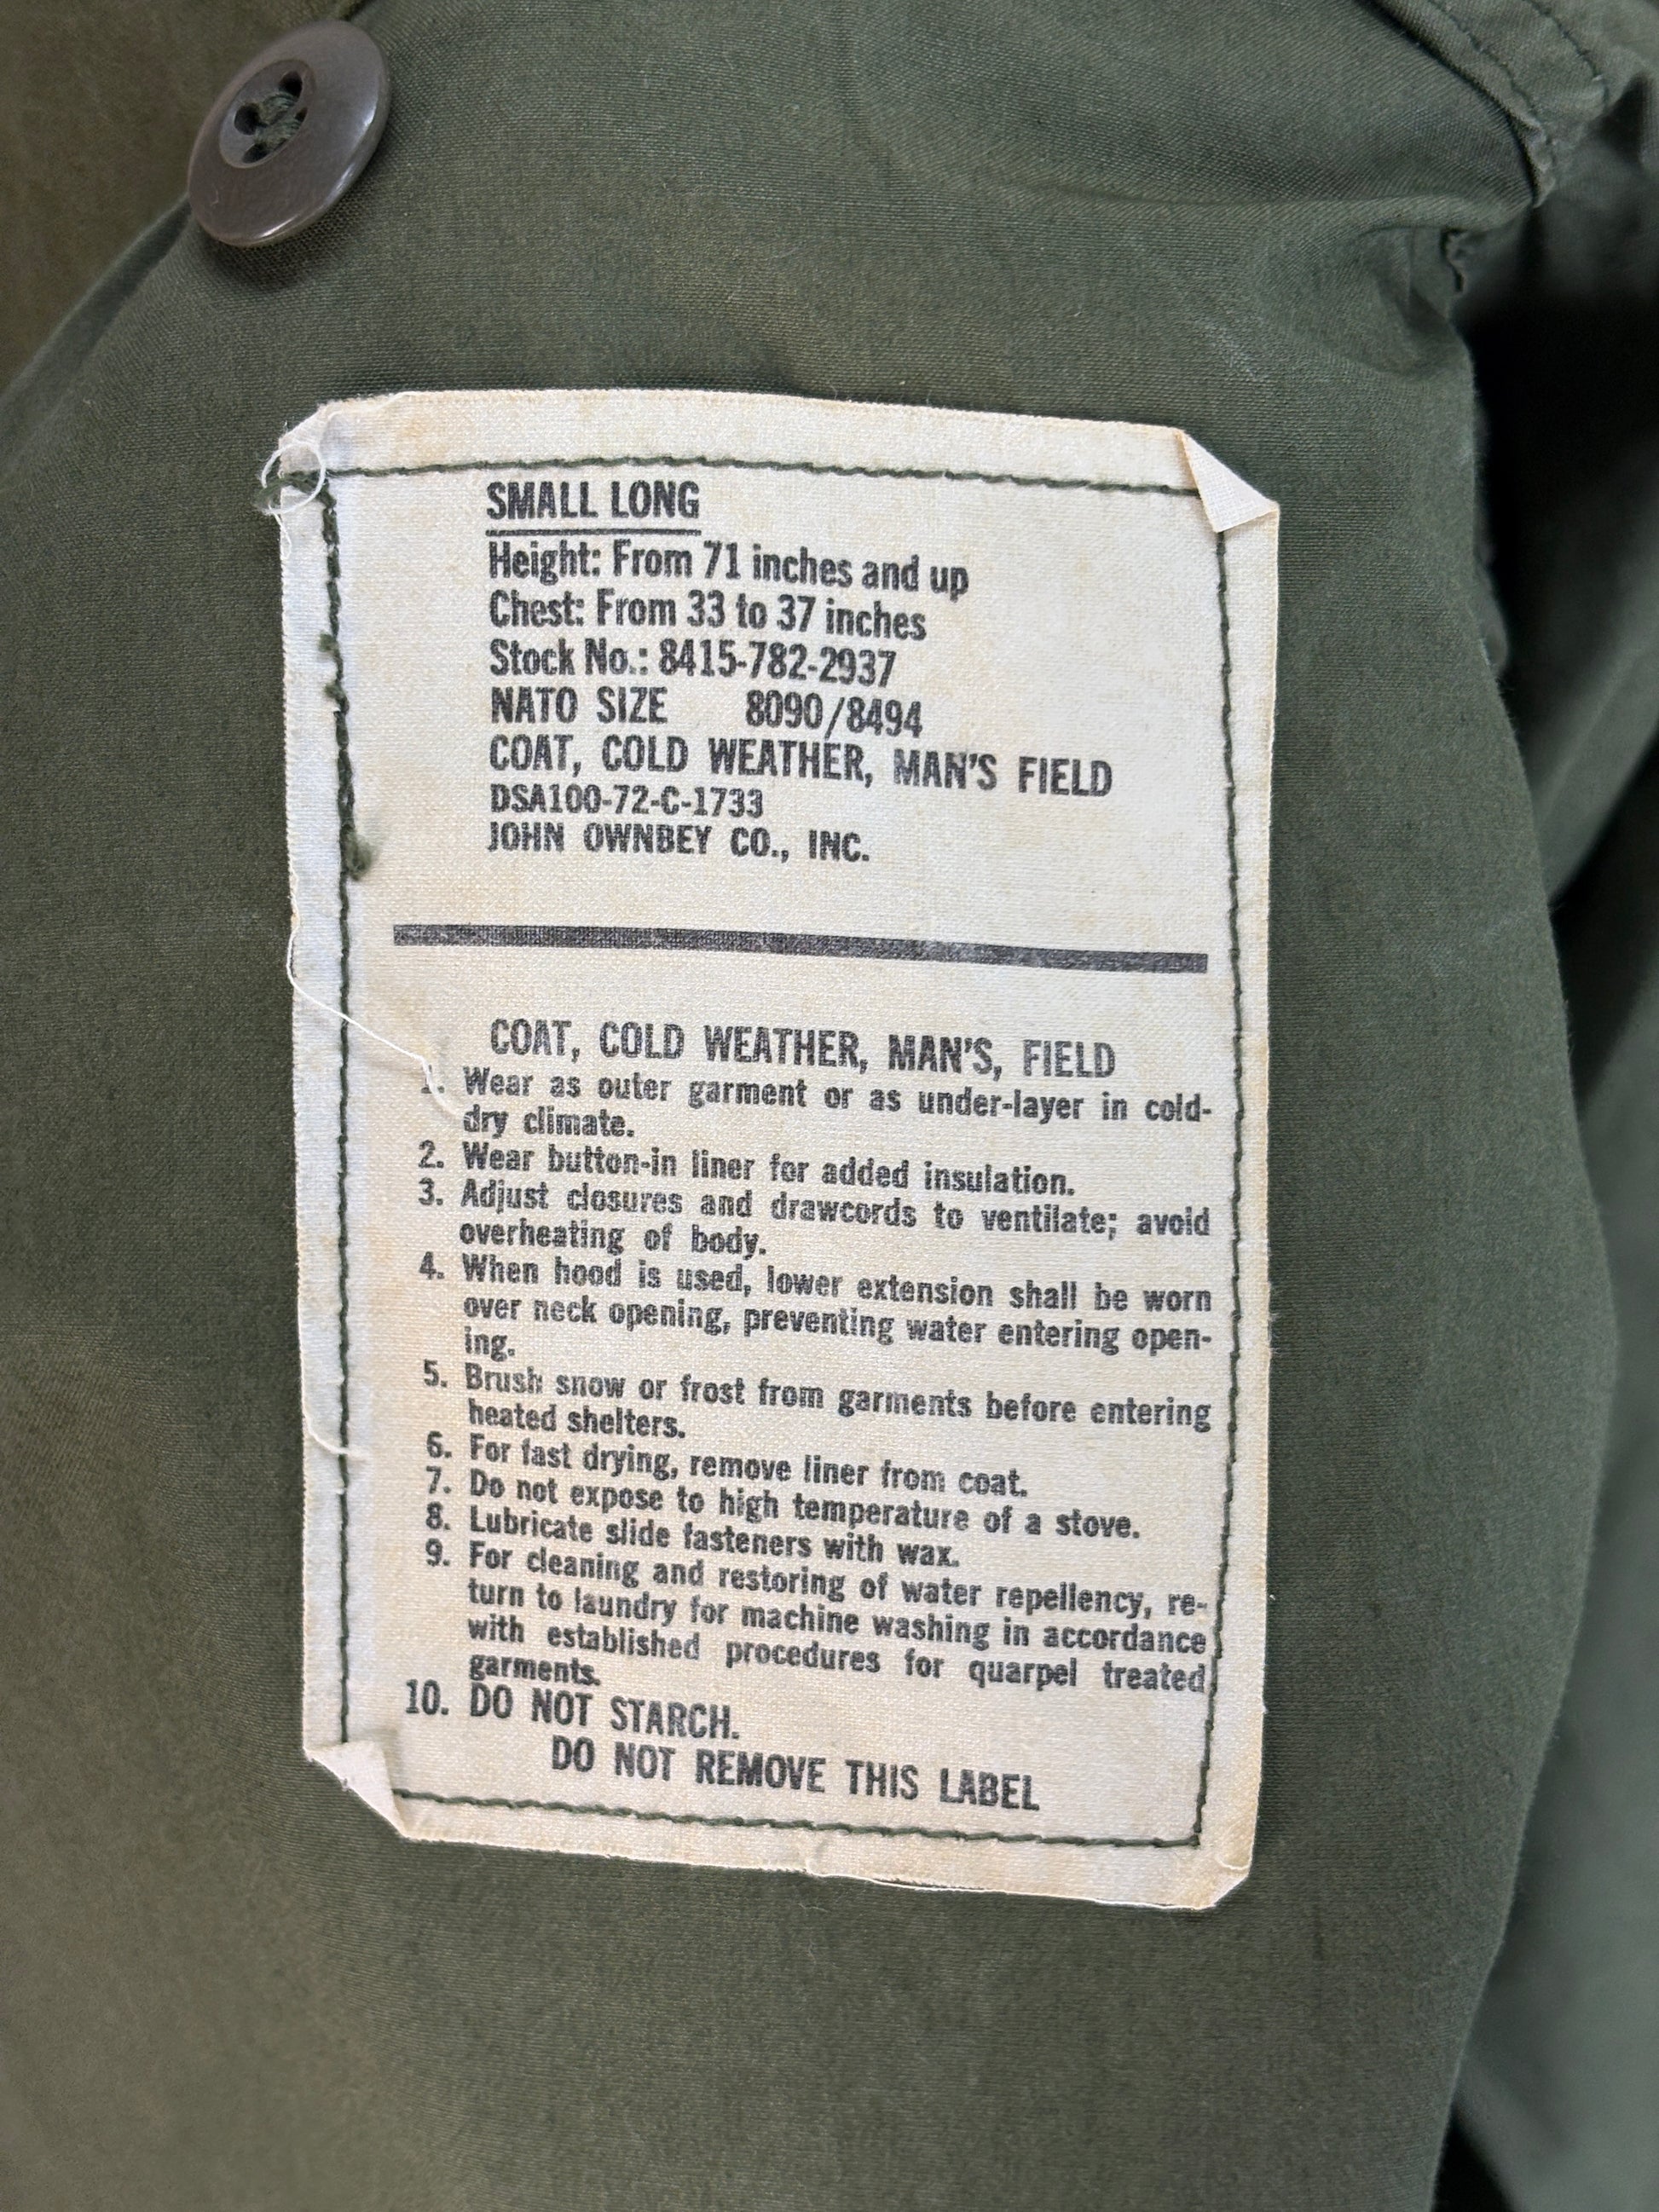 SMALL LONG
Height: From 71 inches and up
Chest: From 33 to 37 inches
Stock No.: 8415-782-2937
NATO SIZE 8090/8494
COAT, COLD WEATHER, MAN'S FIELD
DSA100-72-C-1733
JOHN OWNBEY CO., INC.
COAT, COLD WEATHER, MAN'S, FIELD
1. Wear as outer garment or as under-layer in cold-
dry climate.
2. Wear button-in liner for added insulation.
3. Adjust closures and drawcords to ventilate; avoid
overheating of body.
4. When hood is used, lower extension shall be worn
over neck opening, preventing water entering open-
ing.
5. Brush snow or frost from garments before entering
heated shelters.
6. For fast drying, remove liner from coat.
7. Do not expose to high temperature of a stove.
8. Lubricate slide fasteners with wax.
9. For cleaning and restoring of water repellency, re-
turn to laundry for machine washing in accordance
with established procedures for quarpel treated
garments.
10. DO NOT STARCH.
DO NOT REMOVE THIS LABEL